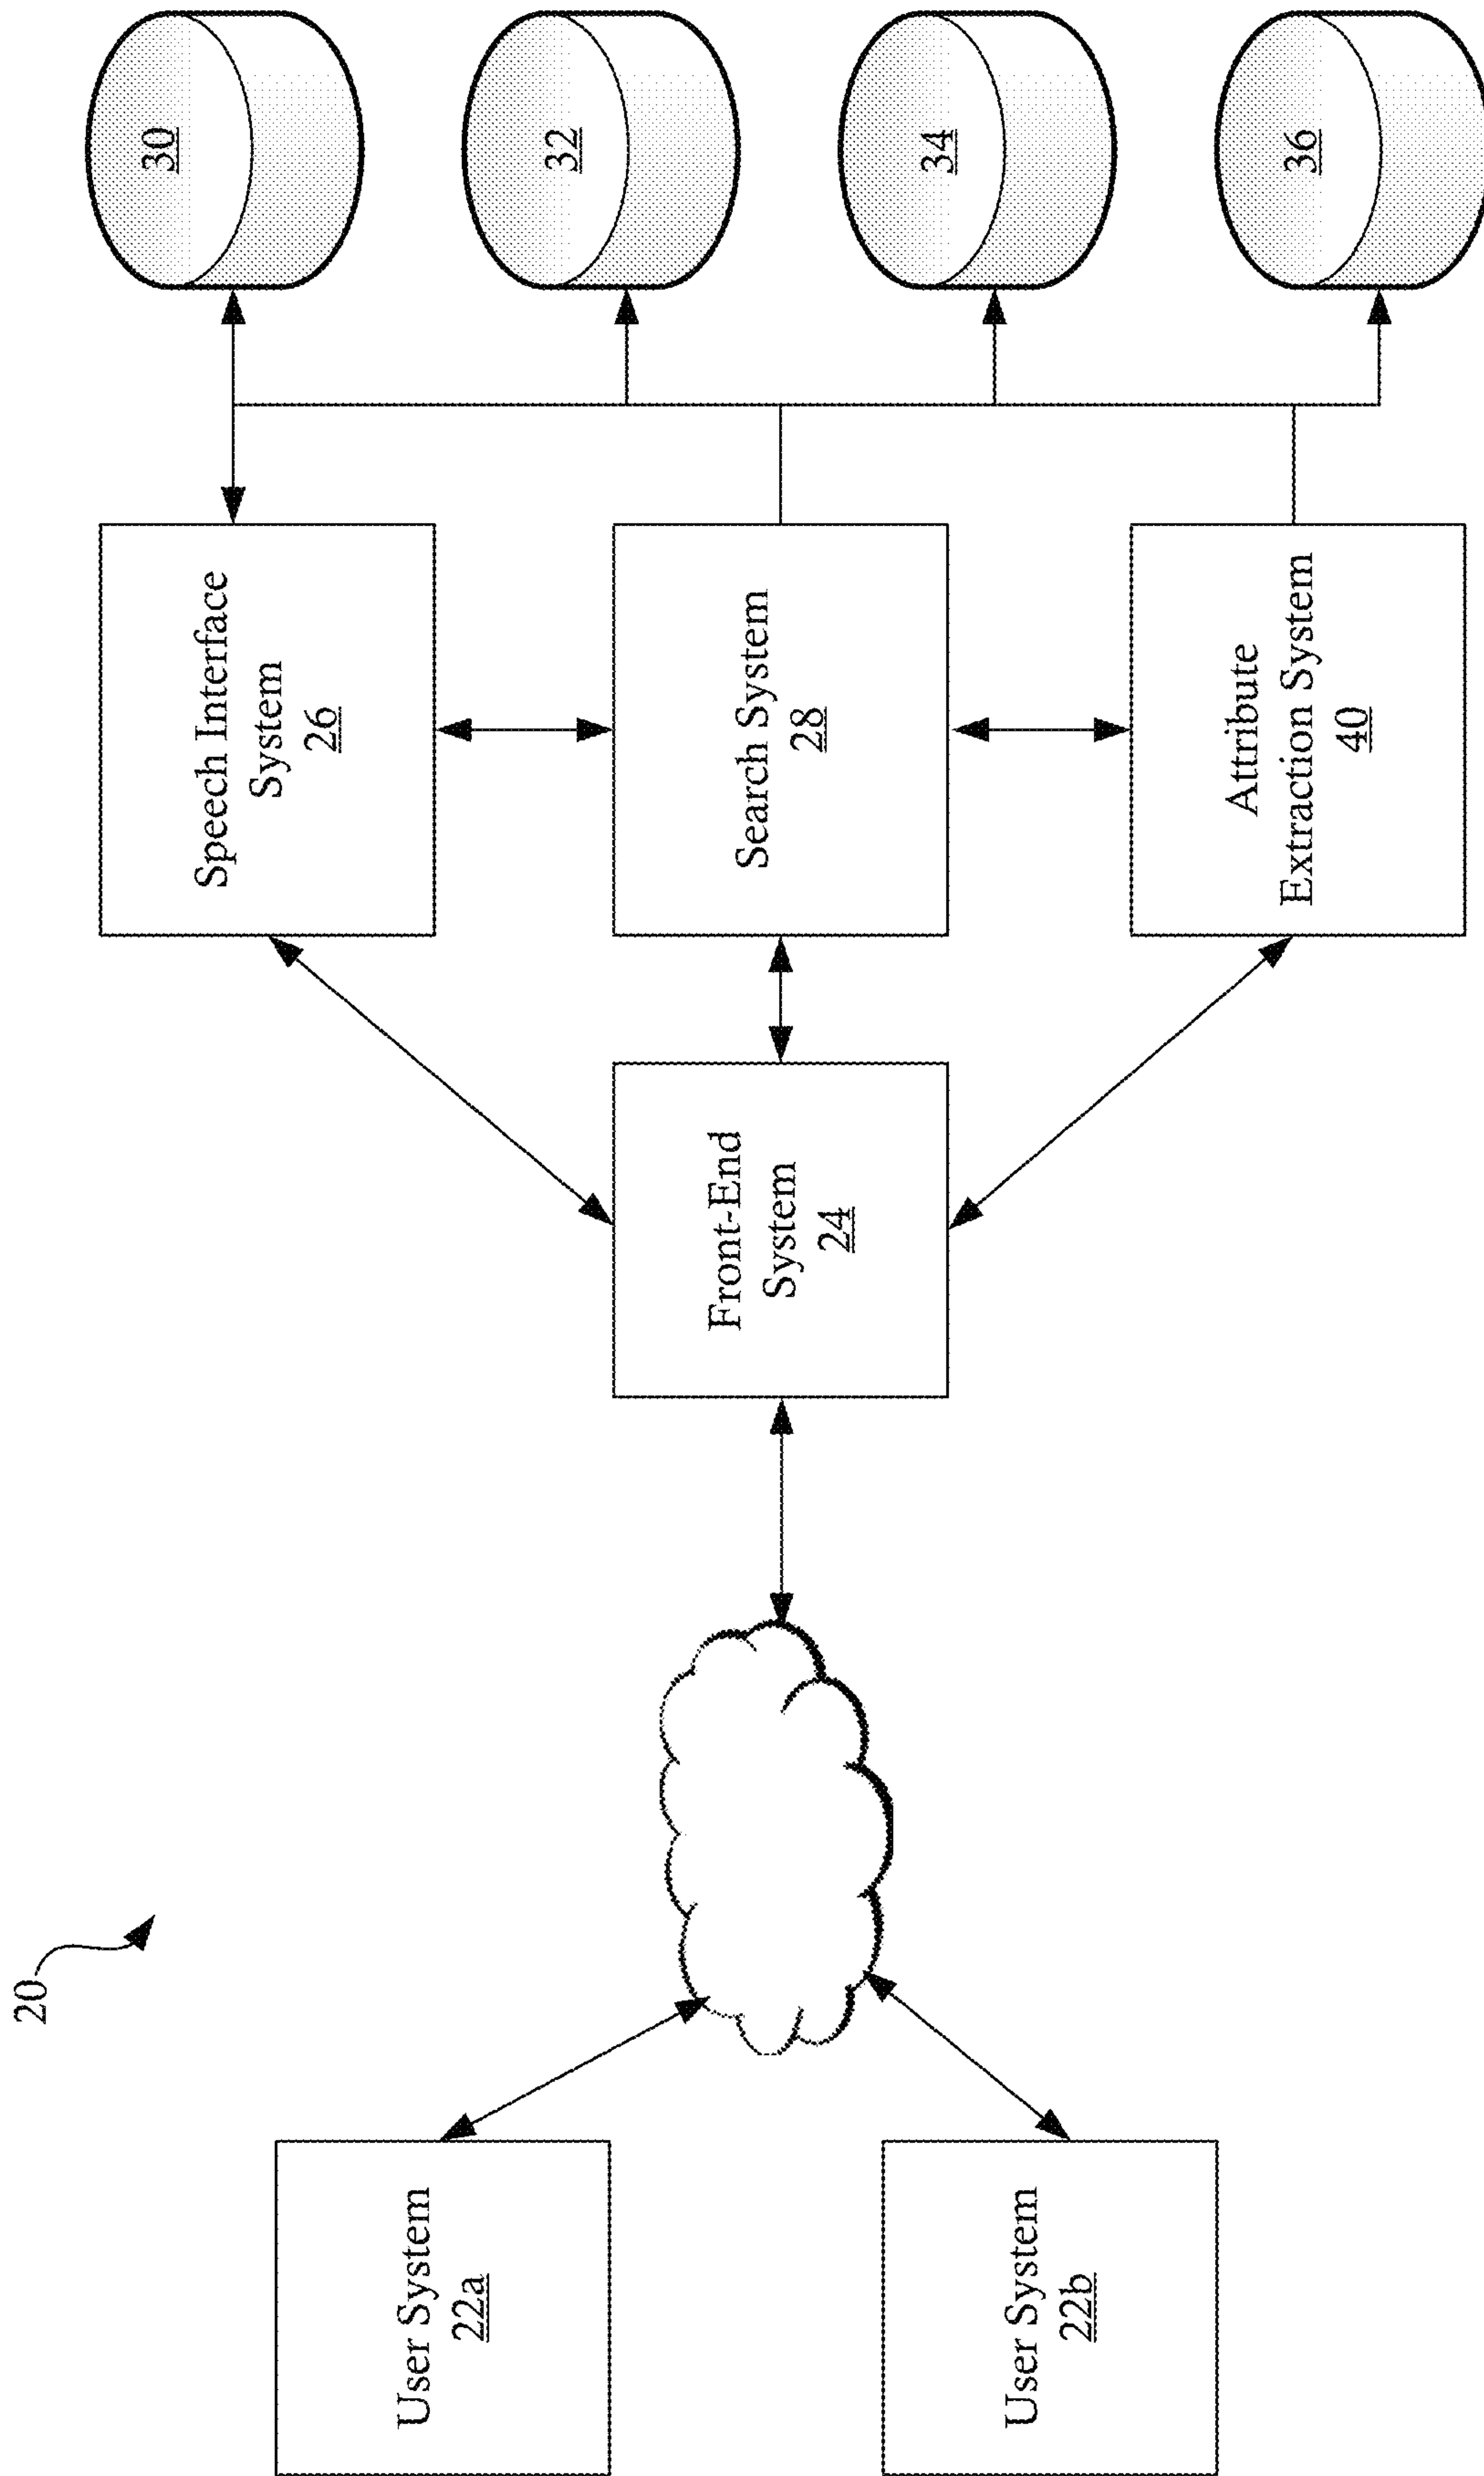 20
User System
22a
User System
22b
Front-End
System
24
Speech Interface
System
26
Search System
28
Attribute
Extraction System
40
30
32
34
36